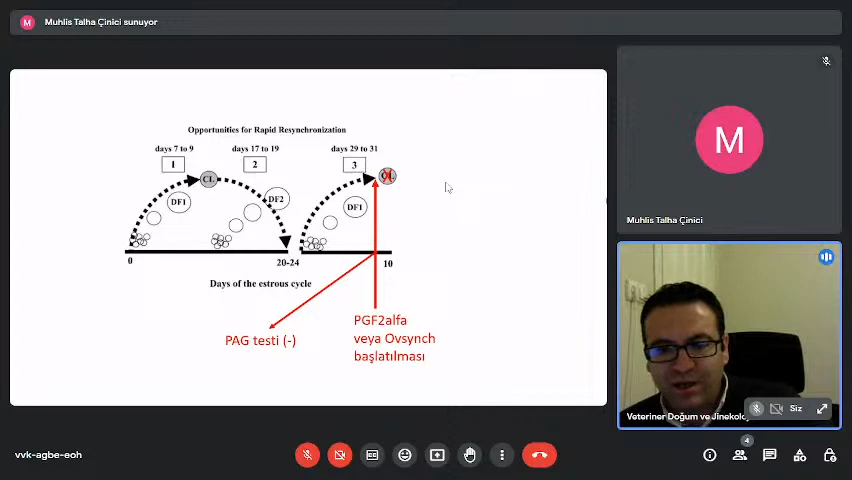 Muhlis Talha Çinici sunuyor
Opportunities for Rapid Resynchronization
days 7 to 9
days 17 to 19
days 29 to 31
1
2
3
CL
CL
DF1
DF2
DF1
0
20-24
10
Days of the estrous cycle
PAG testi (-)
PGF2alfa
veya Ovsynch
başlatılması
M
Muhlis Talha Çinici
Veteriner Doğum ve Jinekoloj
Siz
vvk-agbe-eoh
4